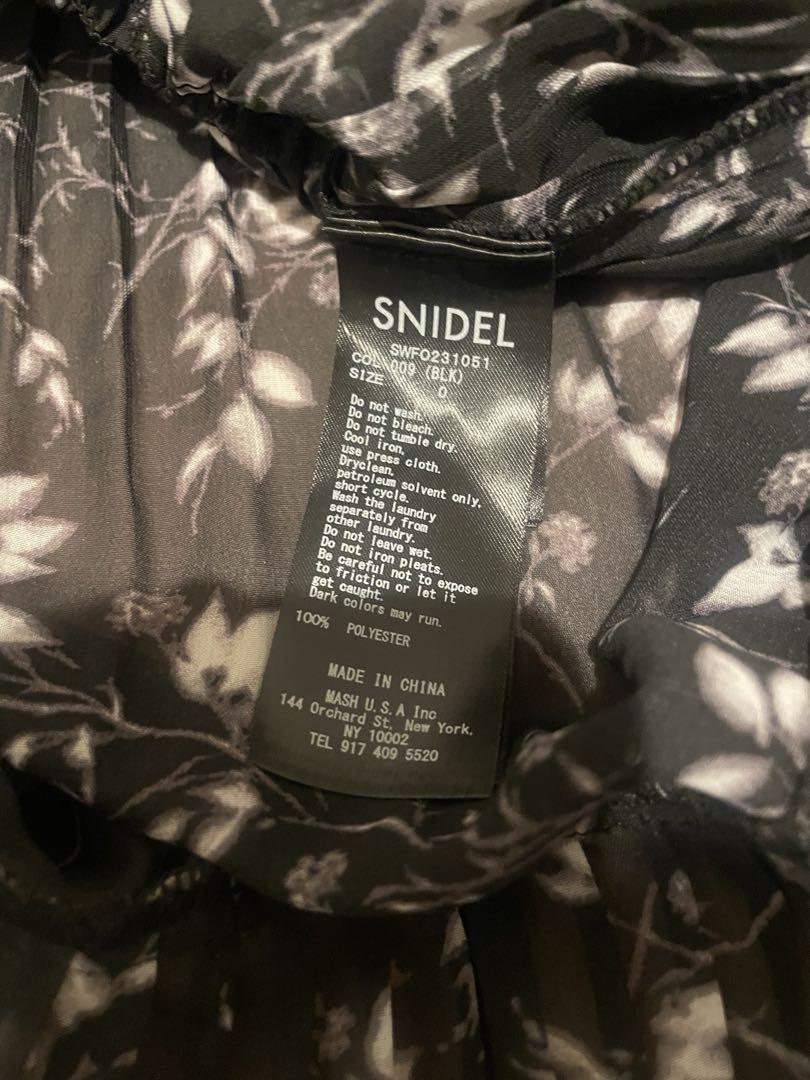 SNIDEL
SWFO231051
COL 009 (BLK)
SIZE 0
Do not wash.
Do not bleach.
Do not tumble dry.
Cool iron,
use press cloth.
Dryclean,
petroleum solvent only,
short cycle.
Wash the laundry
separately from
other laundry.
Do not leave wet.
Do not iron pleats.
Be careful not to expose
to friction or let it
get caught.
Dark colors may run.
100% POLYESTER
MADE IN CHINA
MASH U.S.A Inc
144 Orchard St, New York,
NY 10002
TEL 917 409 5520